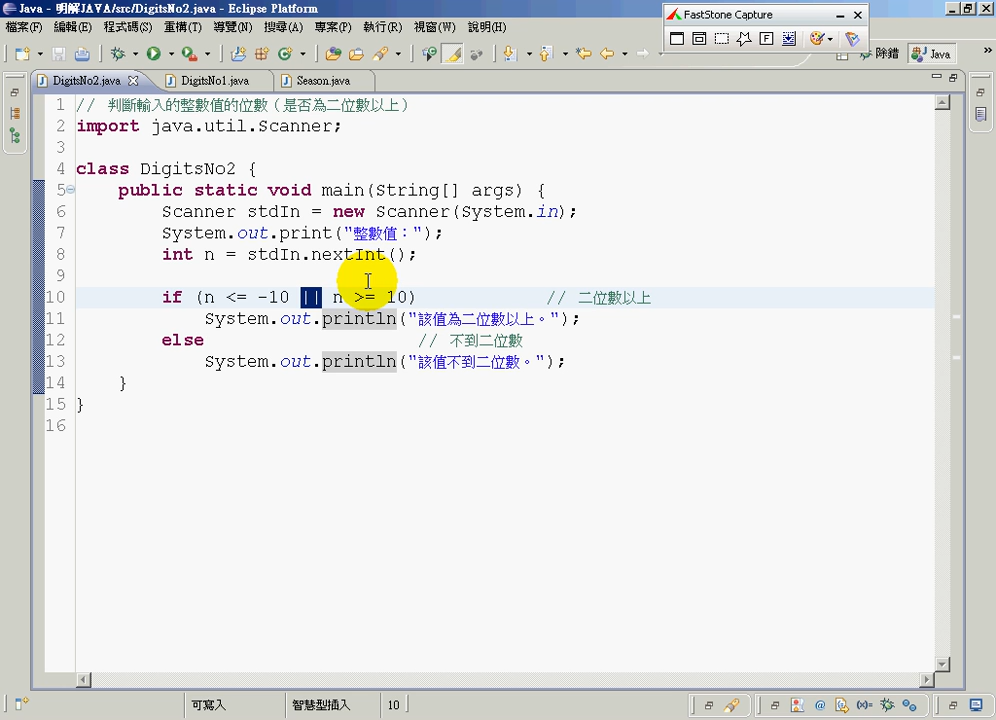 Java - 明解JAVA/src/DigitsNo2.java - Eclipse Platform
FastStone Capture
檔案(F) 編輯(E) 程式碼(S) 重構(T) 導覽(N) 搜尋(A) 專案(P) 執行(R) 視窗(W) 說明(H)
F
除錯 Java
DigitsNo2.java DigitsNo1.java Season.java
1 // 判斷輸入的整數值的位數（是否為二位數以上）
2 import java.util.Scanner;
3
4 class DigitsNo2 {
5 public static void main(String[] args) {
6 Scanner stdIn = new Scanner(System.in);
7 System.out.print("整數值：");
8 int n = stdIn.nextInt();
9
10 if (n <= -10 || n >= 10) // 二位數以上
11 System.out.println("該值為二位數以上。");
12 else // 不到二位數
13 System.out.println("該值不到二位數。");
14 }
15 }
16
可寫入 智慧型插入 10